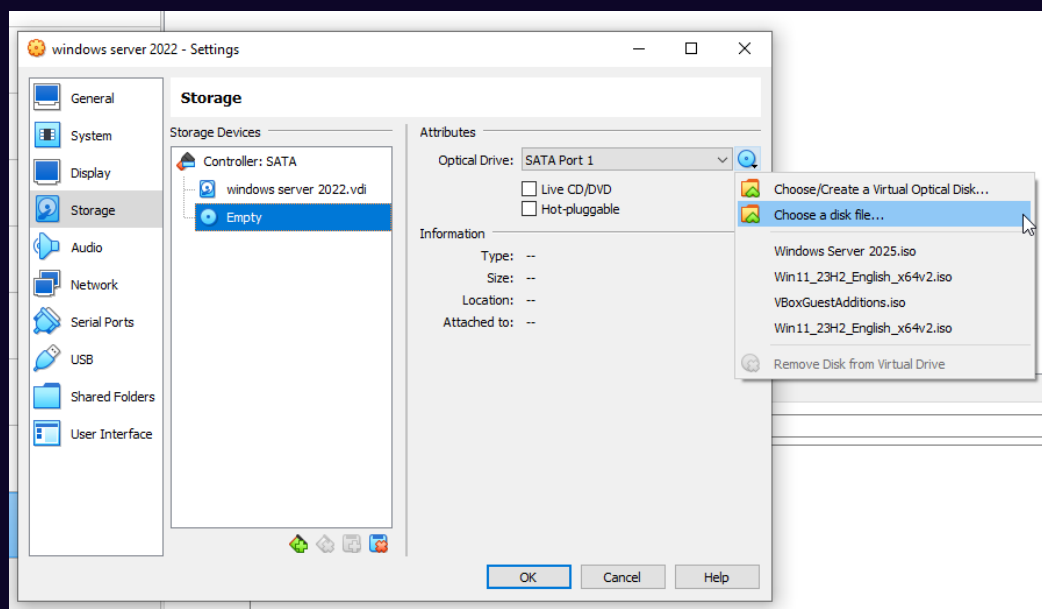 windows server 2022 - Settings
General
System
Display
Storage
Audio
Network
Serial Ports
USB
Shared Folders
User Interface
Storage
Storage Devices
Controller: SATA
windows server 2022.vdi
Empty
Attributes
Optical Drive: SATA Port 1
Live CD/DVD
Hot-pluggable
Information
Type: --
Size: --
Location: --
Attached to: --
Choose/Create a Virtual Optical Disk...
Choose a disk file...
Windows Server 2025.iso
Win11_23H2_English_x64v2.iso
VBoxGuestAdditions.iso
Win11_23H2_English_x64v2.iso
Remove Disk from Virtual Drive
OK Cancel Help